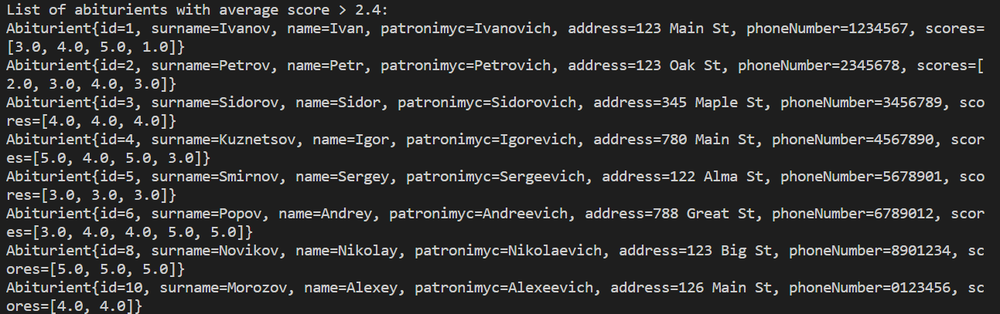 List of abiturients with average score > 2.4:
Abiturient{id=1, surname=Ivanov, name=Ivan, patronimyc=Ivanovich, address=123 Main St, phoneNumber=1234567, scores=
[3.0, 4.0, 5.0, 1.0]}
Abiturient{id=2, surname=Petrov, name=Petr, patronimyc=Petrovich, address=123 Oak St, phoneNumber=2345678, scores=[
2.0, 3.0, 4.0, 3.0]}
Abiturient{id=3, surname=Sidorov, name=Sidor, patronimyc=Sidorovich, address=345 Maple St, phoneNumber=3456789, sco
res=[4.0, 4.0, 4.0]}
Abiturient{id=4, surname=Kuznetsov, name=Igor, patronimyc=Igorevich, address=780 Main St, phoneNumber=4567890, scor
es=[5.0, 4.0, 5.0, 3.0]}
Abiturient{id=5, surname=Smirnov, name=Sergey, patronimyc=Sergeevich, address=122 Alma St, phoneNumber=5678901, sco
res=[3.0, 3.0, 3.0]}
Abiturient{id=6, surname=Popov, name=Andrey, patronimyc=Andreevich, address=788 Great St, phoneNumber=6789012, scor
es=[3.0, 4.0, 4.0, 5.0, 5.0]}
Abiturient{id=8, surname=Novikov, name=Nikolay, patronimyc=Nikolaevich, address=123 Big St, phoneNumber=8901234, sc
ores=[5.0, 5.0, 5.0]}
Abiturient{id=10, surname=Morozov, name=Alexey, patronimyc=Alexeevich, address=126 Main St, phoneNumber=0123456, sc
ores=[4.0, 4.0]}